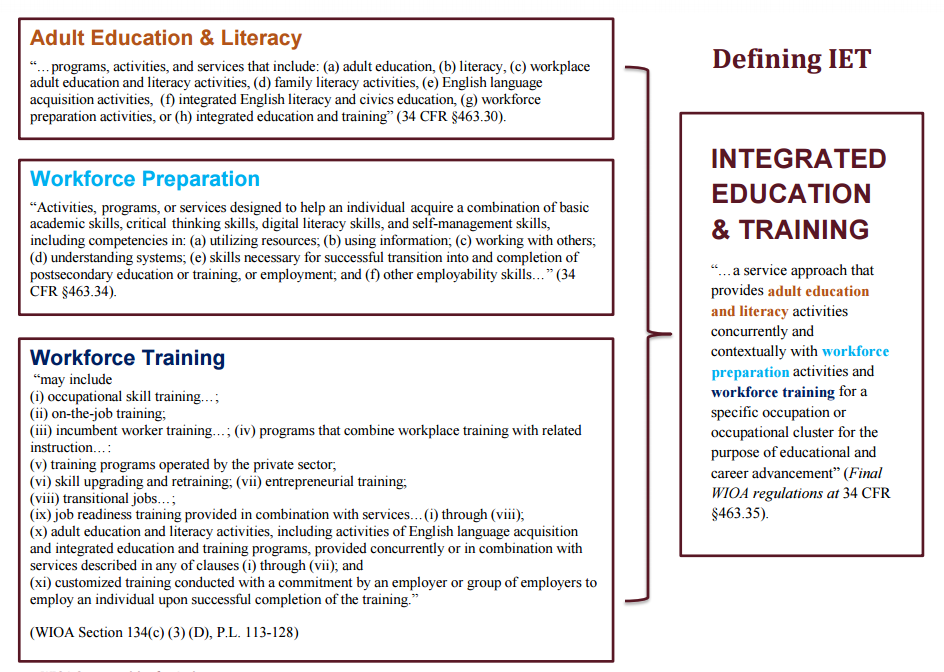 Adult Education & Literacy
“…programs, activities, and services that include: (a) adult education, (b) literacy, (c) workplace
adult education and literacy activities, (d) family literacy activities, (e) English language
acquisition activities, (f) integrated English literacy and civics education, (g) workforce
preparation activities, or (h) integrated education and training” (34 CFR §463.30).
Workforce Preparation
“Activities, programs, or services designed to help an individual acquire a combination of basic
academic skills, critical thinking skills, digital literacy skills, and self-management skills,
including competencies in: (a) utilizing resources; (b) using information; (c) working with others;
(d) understanding systems; (e) skills necessary for successful transition into and completion of
postsecondary education or training, or employment; and (f) other employability skills…” (34
CFR §463.34).
Workforce Training
“may include
(i) occupational skill training…;
(ii) on-the-job training;
(iii) incumbent worker training…; (iv) programs that combine workplace training with related
instruction…:
(v) training programs operated by the private sector;
(vi) skill upgrading and retraining; (vii) entrepreneurial training;
(viii) transitional jobs…;
(ix) job readiness training provided in combination with services…(i) through (viii);
(x) adult education and literacy activities, including activities of English language acquisition
and integrated education and training programs, provided concurrently or in combination with
services described in any of clauses (i) through (vii); and
(xi) customized training conducted with a commitment by an employer or group of employers to
employ an individual upon successful completion of the training.”
(WIOA Section 134(c) (3) (D), P.L. 113-128)
Defining IET
INTEGRATED
EDUCATION
& TRAINING
“…a service approach that
provides adult education
and literacy activities
concurrently and
contextually with workforce
preparation activities and
workforce training for a
specific occupation or
occupational cluster for the
purpose of educational and
career advancement” (Final
WIOA regulations at 34 CFR
§463.35).